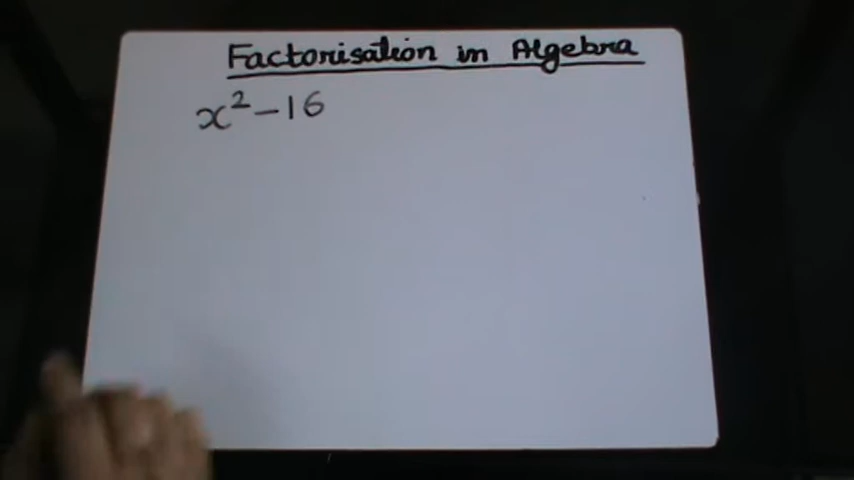 Factorisation in Algebra
x² – 16